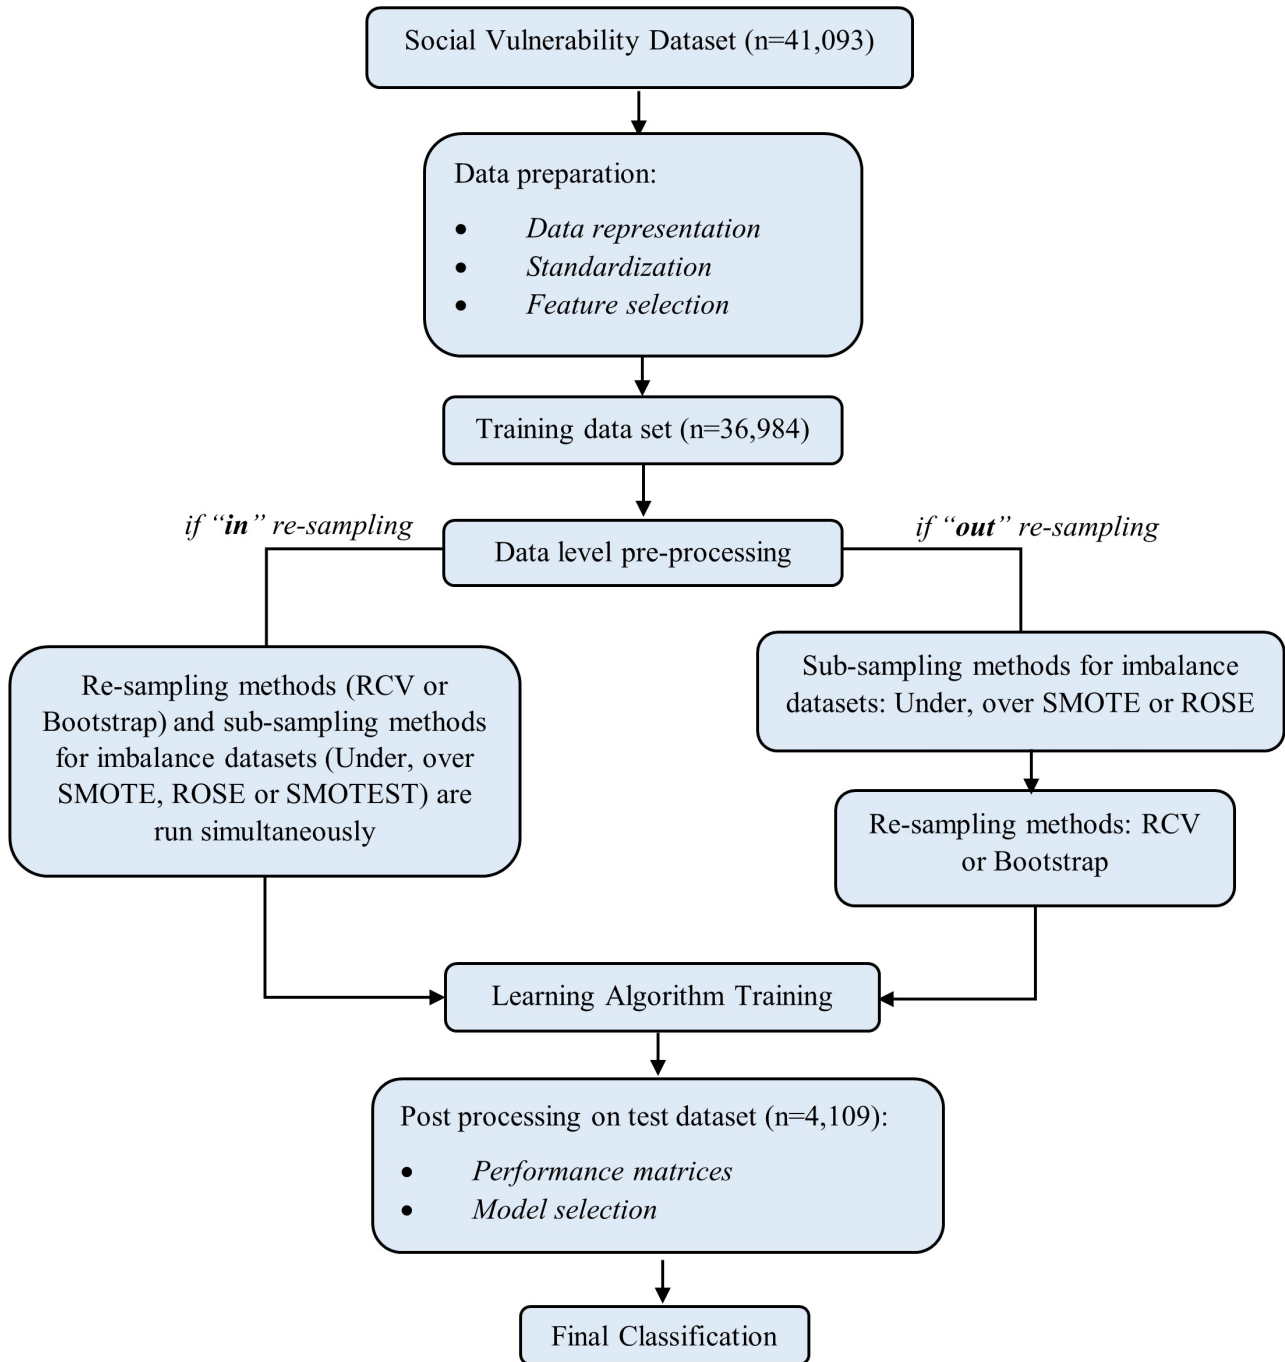 Social Vulnerability Dataset (n=41,093)
Data preparation:
• Data representation
• Standardization
• Feature selection
Training data set (n=36,984)
if “in” re-sampling
Data level pre-processing
if “out” re-sampling
Re-sampling methods (RCV or
Bootstrap) and sub-sampling methods
for imbalance datasets (Under, over
SMOTE, ROSE or SMOTEST) are
run simultaneously
Sub-sampling methods for imbalance
datasets: Under, over SMOTE or ROSE
Re-sampling methods: RCV
or Bootstrap
Learning Algorithm Training
Post processing on test dataset (n=4,109):
• Performance matrices
• Model selection
Final Classification